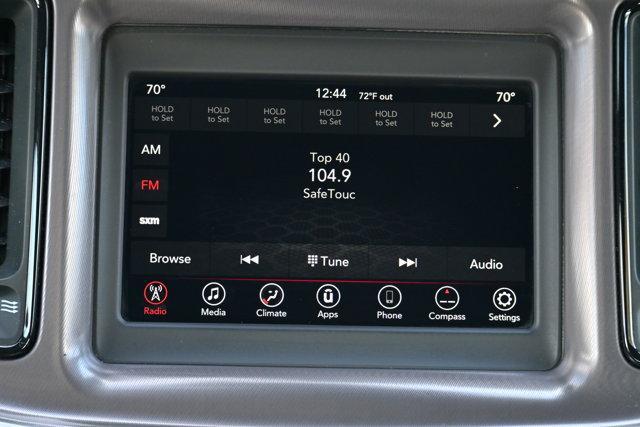 70° 12:44 72°F out 70°
HOLD HOLD HOLD HOLD HOLD HOLD
to Set to Set to Set to Set to Set to Set
AM
FM
sxm
Top 40
104.9
SafeTouc
Browse Tune Audio
Radio Media Climate Apps Phone Compass Settings